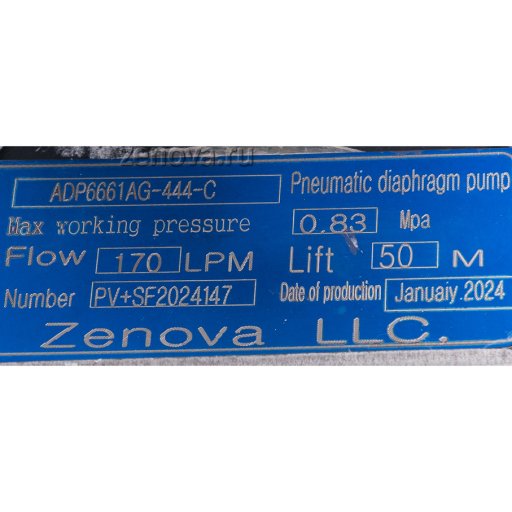 zenova.ru
ADP6661AG-444-C Pneumatic diaphragm pump
Max working pressure 0.83 Mpa
Flow 170 LPM Lift 50 M
Number PV+SF2024147 Date of production Januaiy.2024
Zenova LLC.